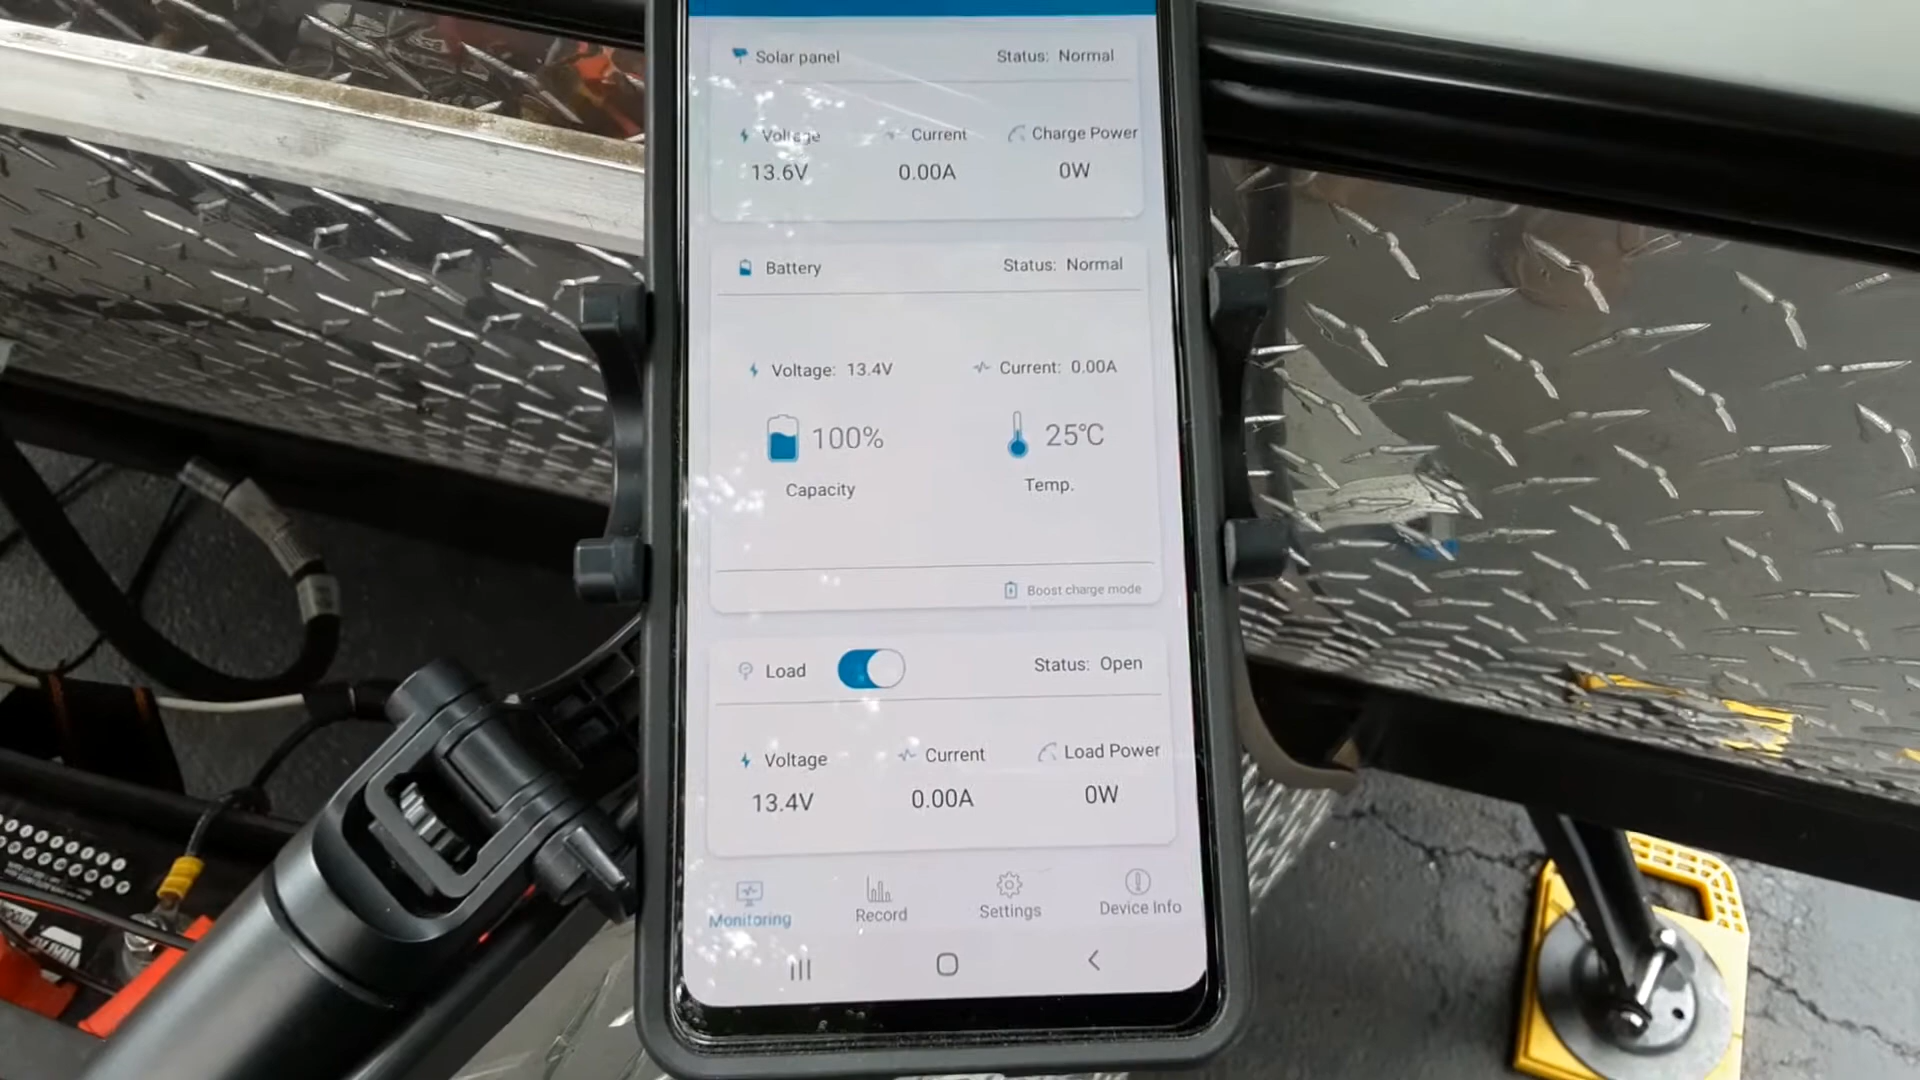 Solar panel Status: Normal
Voltage Current Charge Power
13.6V 0.00A 0W
Battery Status: Normal
Voltage: 13.4V Current: 0.00A
100% 25°C
Capacity Temp.
Boost charge mode
Load Status: Open
Voltage Current Load Power
13.4V 0.00A 0W
Monitoring Record Settings Device Info